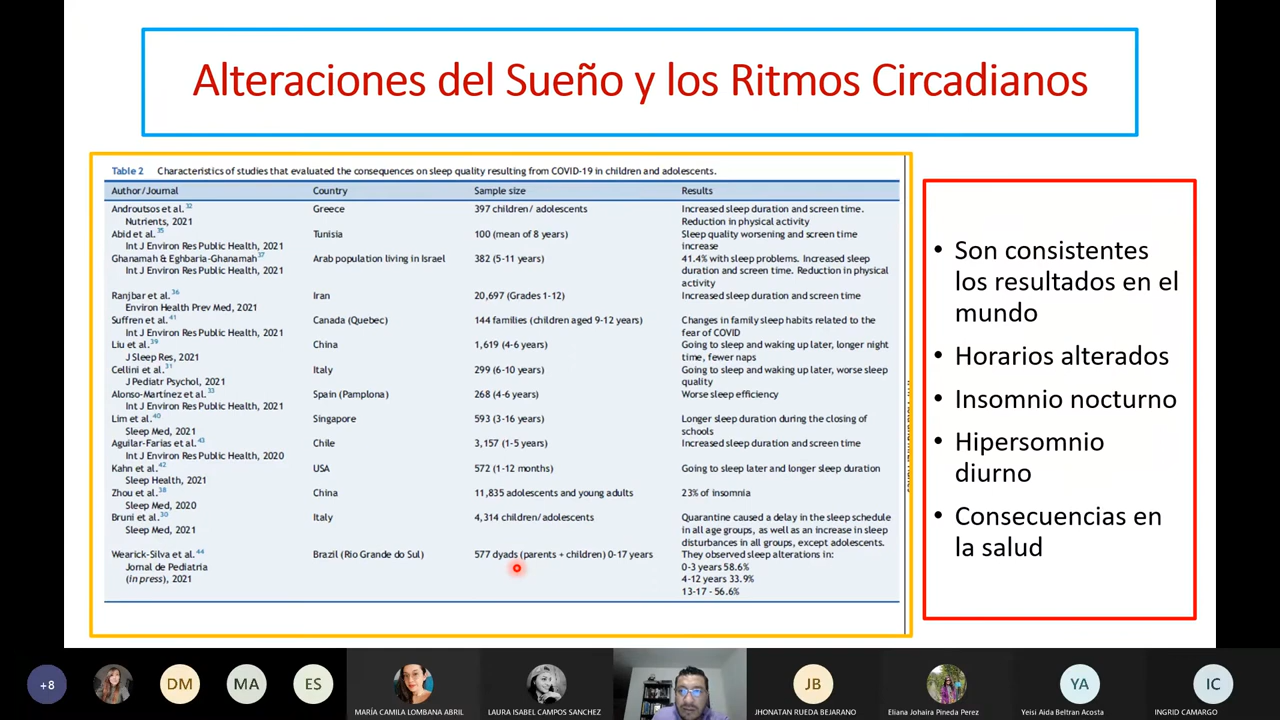 Alteraciones del Sueño y los Ritmos Circadianos
Table 2 Characteristics of studies that evaluated the consequences on sleep quality resulting from COVID-19 in children and adolescents.
Author/Journal Country Sample size Results
Androutsos et al.32 Greece 397 children/ adolescents Increased sleep duration and screen time.
Nutrients, 2021 Reduction in physical activity
Abid et al.35 Tunisia 100 (mean of 8 years) Sleep quality worsening and screen time
Int J Environ Res Public Health, 2021 increase
Ghanamah & Eghbaria-Ghanamah37 Arab population living in Israel 382 (5-11 years) 41.4% with sleep problems. Increased sleep
Int J Environ Res Public Health, 2021 duration and screen time. Reduction in physical
activity
Ranjbar et al.36 Iran 20,697 (Grades 1-12) Increased sleep duration and screen time
Environ Health Prev Med, 2021
Suffren et al.41 Canada (Quebec) 144 families (children aged 9-12 years) Changes in family sleep habits related to the
Int J Environ Res Public Health, 2021 fear of COVID
Liu et al.39 China 1,619 (4-6 years) Going to sleep and waking up later, longer night
J Sleep Res, 2021 time, fewer naps
Cellini et al.31 Italy 299 (6-10 years) Going to sleep and waking up later, worse sleep
J Pediatr Psychol, 2021 quality
Alonso-Martínez et al.33 Spain (Pamplona) 268 (4-6 years) Worse sleep efficiency
Int J Environ Res Public Health, 2021
Lim et al.40 Singapore 593 (3-16 years) Longer sleep duration during the closing of
Sleep Med, 2021 schools
Aguilar-Farias et al.43 Chile 3,157 (1-5 years) Increased sleep duration and screen time
Int J Environ Res Public Health, 2020
Kahn et al.42 USA 572 (1-12 months) Going to sleep later and longer sleep duration
Sleep Health, 2021
Zhou et al.38 China 11,835 adolescents and young adults 23% of insomnia
Sleep Med, 2020
Bruni et al.30 Italy 4,314 children/adolescents Quarantine caused a delay in the sleep schedule
Sleep Med, 2021 in all age groups, as well as an increase in sleep
disturbances in all groups, except adolescents.
Wearick-Silva et al.44 Brazil (Rio Grande do Sul) 577 dyads (parents + children) 0-17 years They observed sleep alterations in:
Jornal de Pediatria 0-3 years 58.6%
(in press), 2021 4-12 years 33.9%
13-17 - 56.6%
• Son consistentes
los resultados en el
mundo
• Horarios alterados
• Insomnio nocturno
• Hipersomnio
diurno
• Consecuencias en
la salud
+8 DM MA ES JB YA IC
MARÍA CAMILA LOMBANA ABRIL LAURA ISABEL CAMPOS SANCHEZ JHONATAN RUEDA BEJARANO Eliana Johaira Pineda Perez Yeisi Aida Beltran Acosta INGRID CAMARGO